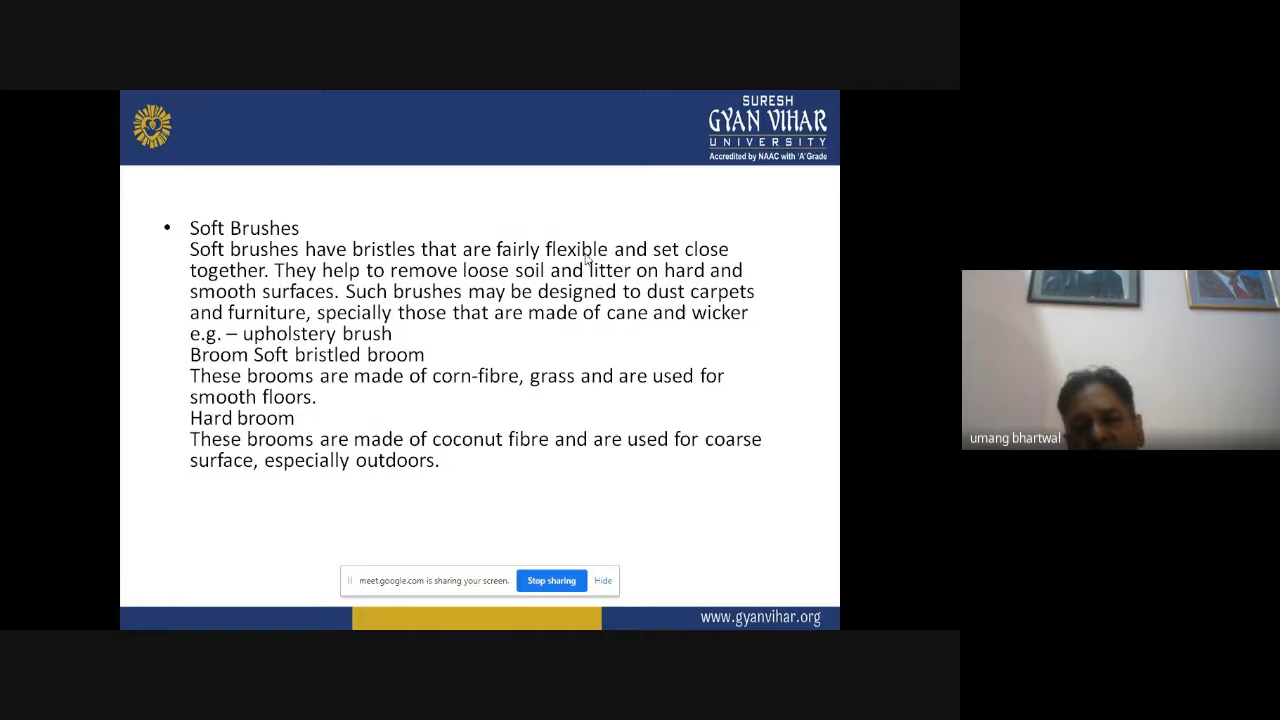 SURESH
GYAN VIHAR
UNIVERSITY
Accredited by NAAC with 'A' Grade
• Soft Brushes
Soft brushes have bristles that are fairly flexible and set close
together. They help to remove loose soil and litter on hard and
smooth surfaces. Such brushes may be designed to dust carpets
and furniture, specially those that are made of cane and wicker
e.g. – upholstery brush
Broom Soft bristled broom
These brooms are made of corn-fibre, grass and are used for
smooth floors.
Hard broom
These brooms are made of coconut fibre and are used for coarse
surface, especially outdoors.
meet.google.com is sharing your screen. Stop sharing Hide
www.gyanvihar.org
umang bhartwal